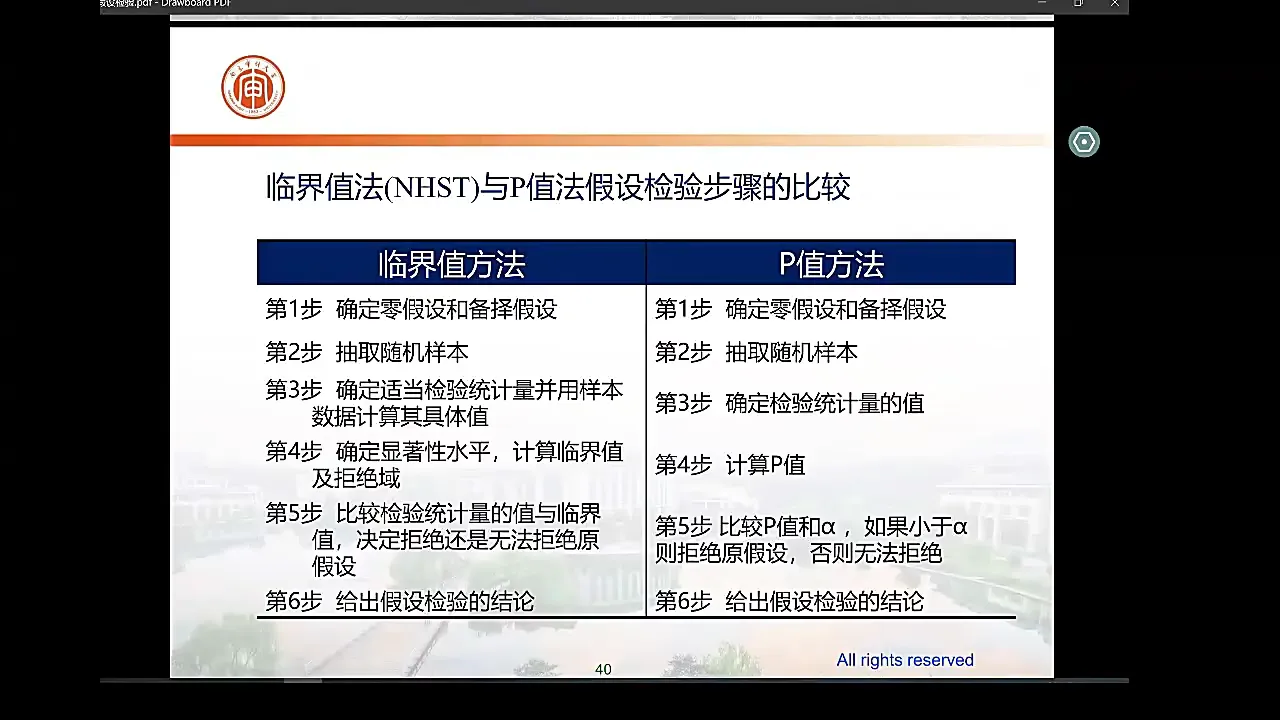 设检验.pdf - Drawboard PDF
临界值法(NHST)与P值法假设检验步骤的比较
临界值方法
P值方法
第1步 确定零假设和备择假设
第1步 确定零假设和备择假设
第2步 抽取随机样本
第2步 抽取随机样本
第3步 确定适当检验统计量并用样本
数据计算其具体值
第3步 确定检验统计量的值
第4步 确定显著性水平，计算临界值
及拒绝域
第4步 计算P值
第5步 比较检验统计量的值与临界
值，决定拒绝还是无法拒绝原
假设
第5步 比较P值和α ，如果小于α
则拒绝原假设，否则无法拒绝
第6步 给出假设检验的结论
第6步 给出假设检验的结论
40
All rights reserved